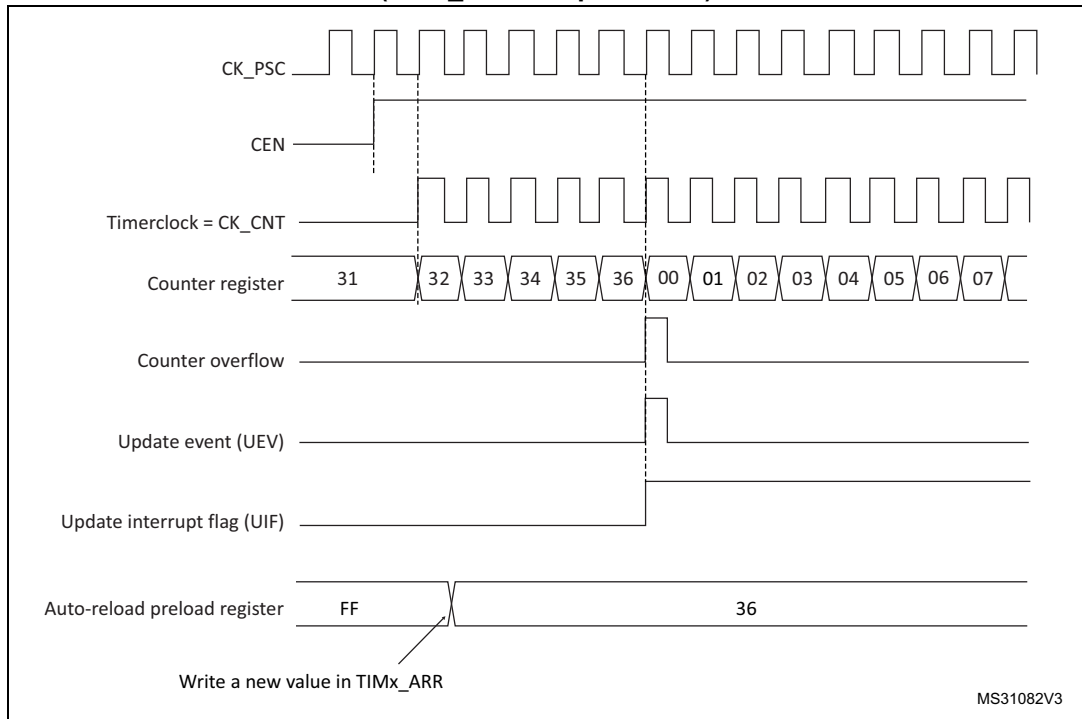 CK_PSC
CEN
Timerclock = CK_CNT
Counter register 31 32 33 34 35 36 00 01 02 03 04 05 06 07
Counter overflow
Update event (UEV)
Update interrupt flag (UIF)
Auto-reload preload register FF 36
Write a new value in TIMx_ARR
MS31082V3